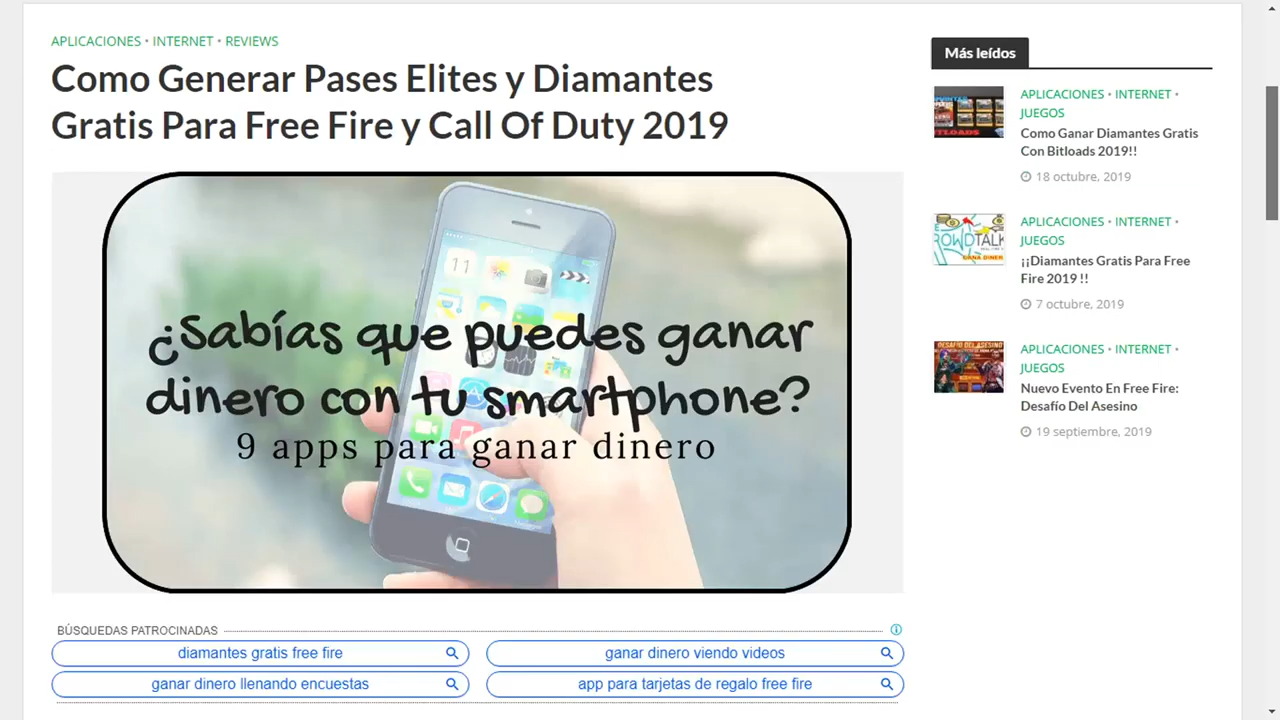 APLICACIONES • INTERNET • REVIEWS
Como Generar Pases Elites y Diamantes
Gratis Para Free Fire y Call Of Duty 2019
11
¿Sabías que puedes ganar
dinero con tu smartphone?
9 apps para ganar dinero
BÚSQUEDAS PATROCINADAS
diamantes gratis free fire
ganar dinero viendo videos
ganar dinero llenando encuestas
app para tarjetas de regalo free fire
Más leídos
APLICACIONES • INTERNET •
JUEGOS
Como Ganar Diamantes Gratis
Con Bitloads 2019!!
18 octubre, 2019
APLICACIONES • INTERNET •
JUEGOS
¡¡Diamantes Gratis Para Free
Fire 2019 !!
7 octubre, 2019
DESAFIO DEL ASESINO
APLICACIONES • INTERNET •
JUEGOS
Nuevo Evento En Free Fire:
Desafío Del Asesino
19 septiembre, 2019